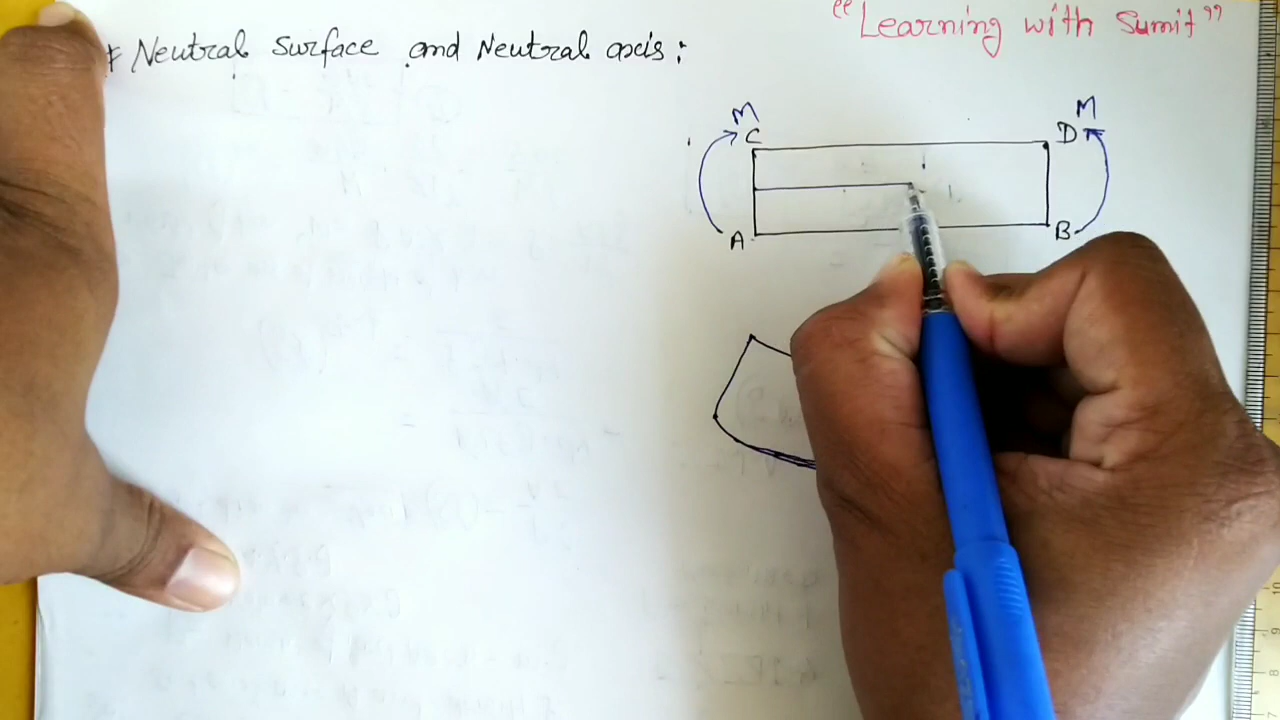 “Learning with Sumit”
* Neutral Surface and Neutral axis:
M M
C D
A B